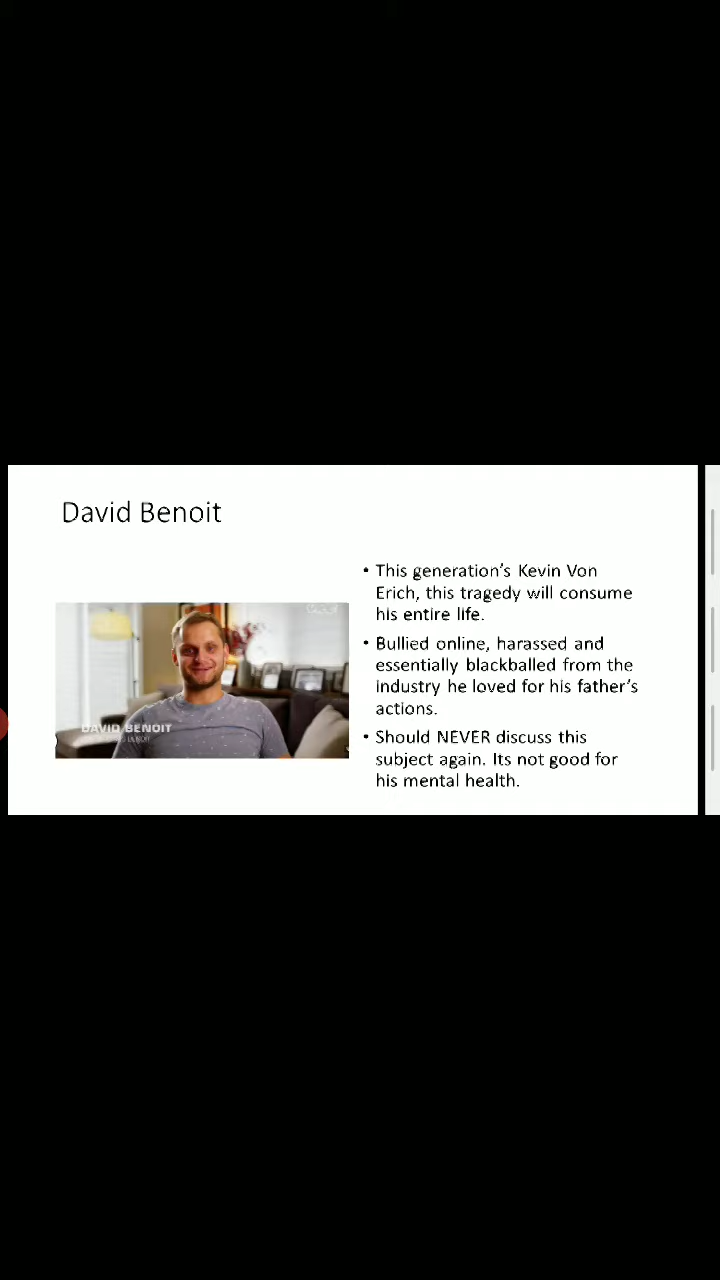 David Benoit
• This generation's Kevin Von
Erich, this tragedy will consume
his entire life.
• Bullied online, harassed and
essentially blackballed from the
industry he loved for his father's
actions.
• Should NEVER discuss this
subject again. Its not good for
his mental health.
DAVID BENOIT